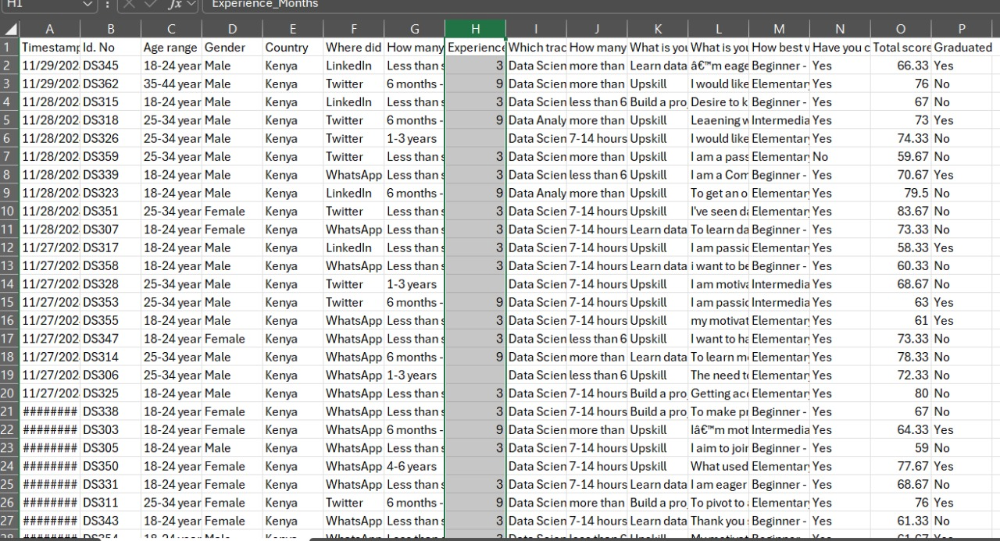 H1 fx Experience_Months
A B C D E F G H I J K L M N O P
1 Timestamp Id. No Age range Gender Country Where did How many Experience Which trac How many What is you What is you How best w Have you c Total score Graduated
2 11/29/202 DS345 18-24 year Male Kenya LinkedIn Less than s 3 Data Scien more than Learn data â€™m eage Beginner - Yes 66.33 Yes
3 11/29/202 DS362 35-44 year Male Kenya Twitter 6 months - 9 Data Scien more than Upskill I would like Elementary Yes 76 No
4 11/28/202 DS315 18-24 year Male Kenya LinkedIn Less than s 3 Data Scien less than 6 Build a proj Desire to k Beginner - Yes 67 No
5 11/28/202 DS318 25-34 year Male Kenya Twitter 6 months - 9 Data Analy more than Upskill Leaening w Intermedia Yes 73 Yes
6 11/28/202 DS326 25-34 year Male Kenya Twitter 1-3 years Data Scien 7-14 hours Upskill I would like Elementary Yes 74.33 No
7 11/28/202 DS359 25-34 year Male Kenya Twitter Less than s 3 Data Scien more than Upskill I am a pass Elementary No 59.67 No
8 11/28/202 DS339 18-24 year Male Kenya WhatsApp Less than s 3 Data Scien less than 6 Upskill I am a Com Beginner - Yes 70.67 Yes
9 11/28/202 DS323 18-24 year Male Kenya LinkedIn 6 months - 9 Data Analy more than Upskill To get an o Elementary Yes 79.5 No
10 11/28/202 DS351 25-34 year Female Kenya Twitter Less than s 3 Data Scien 7-14 hours Upskill I've seen da Elementary Yes 83.67 No
11 11/28/202 DS307 18-24 year Female Kenya WhatsApp Less than s 3 Data Scien 7-14 hours Learn data To learn da Beginner - Yes 73.33 No
12 11/28/202 DS317 18-24 year Male Kenya LinkedIn Less than s 3 Data Scien 7-14 hours Upskill I am passic Elementary Yes 58.33 Yes
13 11/27/202 DS358 18-24 year Male Kenya WhatsApp Less than s 3 Data Scien 7-14 hours Learn data i want to be Beginner - Yes 60.33 No
14 11/27/202 DS328 25-34 year Male Kenya Twitter 1-3 years Data Scien 7-14 hours Upskill I am motiva Intermedia Yes 68.67 No
15 11/27/202 DS353 25-34 year Male Kenya Twitter 6 months - 9 Data Scien 7-14 hours Upskill I am passic Intermedia Yes 63 Yes
16 11/27/202 DS355 18-24 year Male Kenya WhatsApp Less than s 3 Data Scien 7-14 hours Upskill my motivat Elementary Yes 61 Yes
17 11/27/202 DS347 18-24 year Female Kenya WhatsApp Less than s 3 Data Scien less than 6 Upskill I want to ha Elementary Yes 73.33 No
18 11/27/202 DS314 25-34 year Male Kenya WhatsApp 6 months - 9 Data Scien more than Learn data To learn mo Elementary Yes 78.33 No
19 11/27/202 DS306 25-34 year Male Kenya WhatsApp 1-3 years Data Scien less than 6 Upskill The need to Elementary Yes 72.33 No
20 11/27/202 DS325 18-24 year Male Kenya WhatsApp Less than s 3 Data Scien 7-14 hours Build a proj Getting acc Elementary Yes 80 No
21 ######## DS338 18-24 year Female Kenya WhatsApp Less than s 3 Data Scien 7-14 hours Build a proj To make pr Beginner - Yes 67 No
22 ######## DS303 18-24 year Female Kenya WhatsApp 6 months - 9 Data Scien more than Upskill Iâ€™m mot Intermedia Yes 64.33 Yes
23 ######## DS305 18-24 year Male Kenya WhatsApp Less than s 3 Data Scien 7-14 hours Upskill I aim to join Beginner - Yes 59 No
24 ######## DS350 18-24 year Female Kenya WhatsApp 4-6 years Data Scien 7-14 hours Upskill What used Elementary Yes 77.67 Yes
25 ######## DS331 18-24 year Female Kenya WhatsApp Less than s 3 Data Scien 7-14 hours Learn data I am eager Beginner - Yes 68.67 No
26 ######## DS311 25-34 year Female Kenya Twitter 6 months - 9 Data Scien more than Build a proj To pivot to Elementary Yes 76 Yes
27 ######## DS343 18-24 year Female Kenya WhatsApp Less than s 3 Data Scien 7-14 hours Learn data Thank you Beginner - Yes 61.33 No